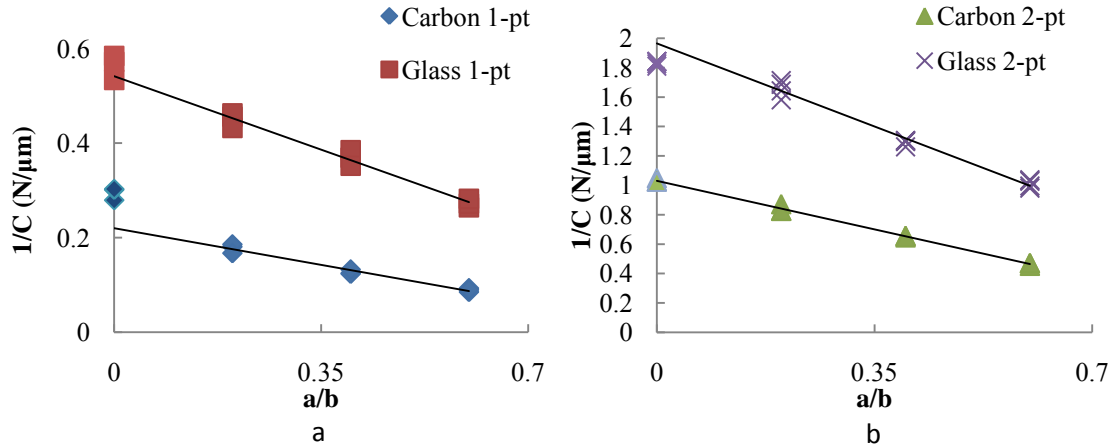 Carbon 1-pt
Glass 1-pt
0.6
0.4
0.2
0
1/C (N/μm)
0
0.35
0.7
a/b
a
Carbon 2-pt
Glass 2-pt
2
1.8
1.6
1.4
1.2
1
0.8
0.6
0.4
0.2
0
1/C (N/μm)
0
0.35
0.7
a/b
b